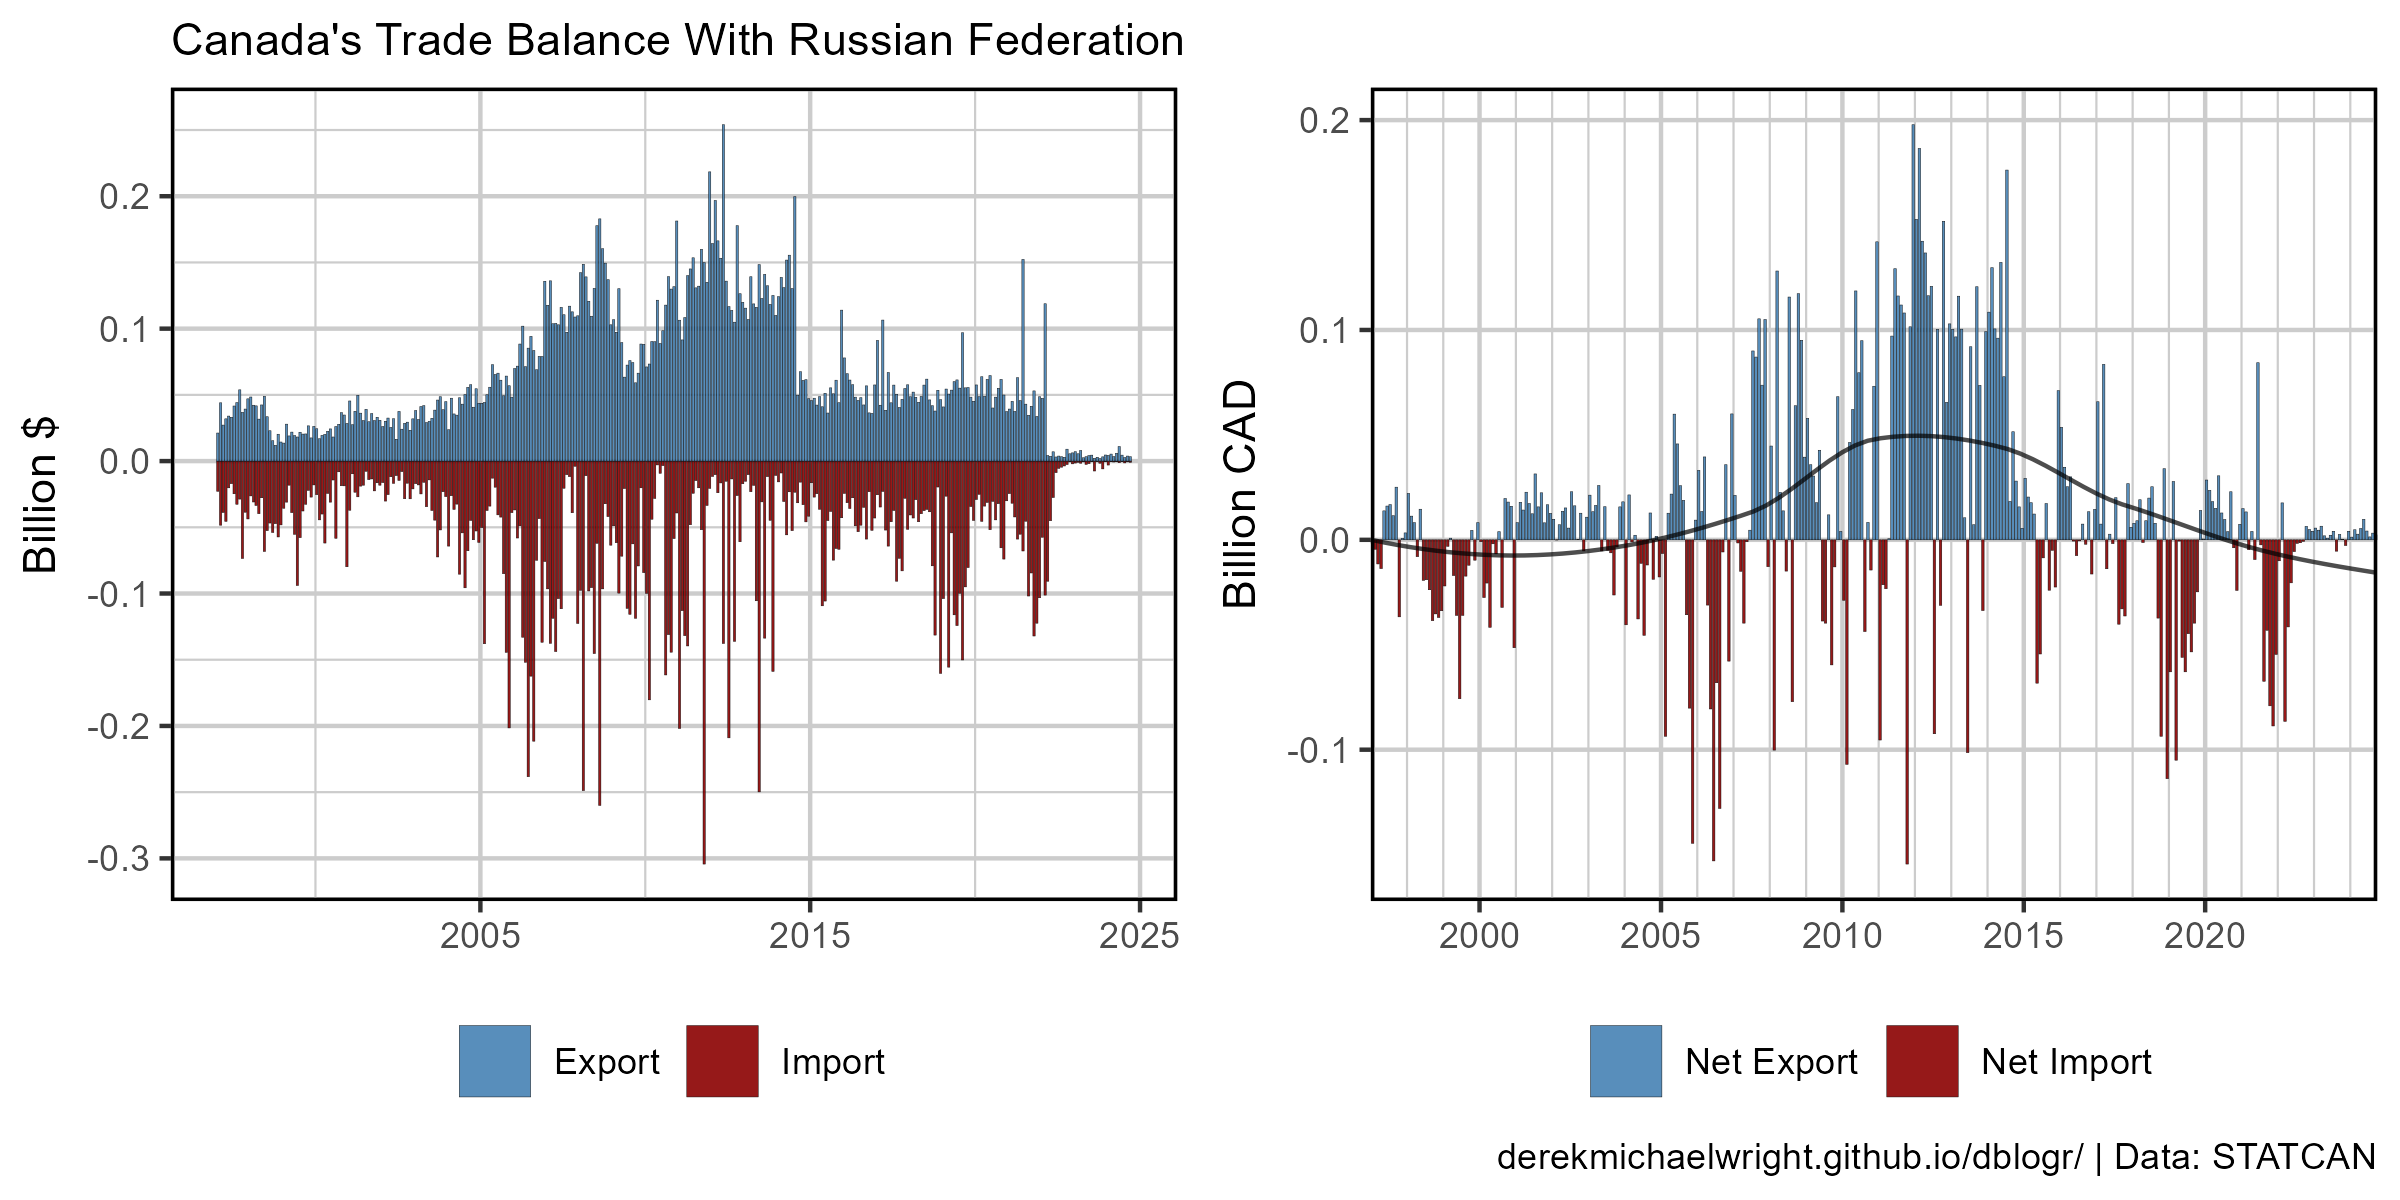 Canada's Trade Balance With Russian Federation
Billion $
0.2
0.1
0.0
-0.1
-0.2
-0.3
2005 2015 2025
Export Import
Billion CAD
0.2
0.1
0.0
-0.1
2000 2005 2010 2015 2020
Net Export Net Import
derekmichaelwright.github.io/dblogr/ | Data: STATCAN